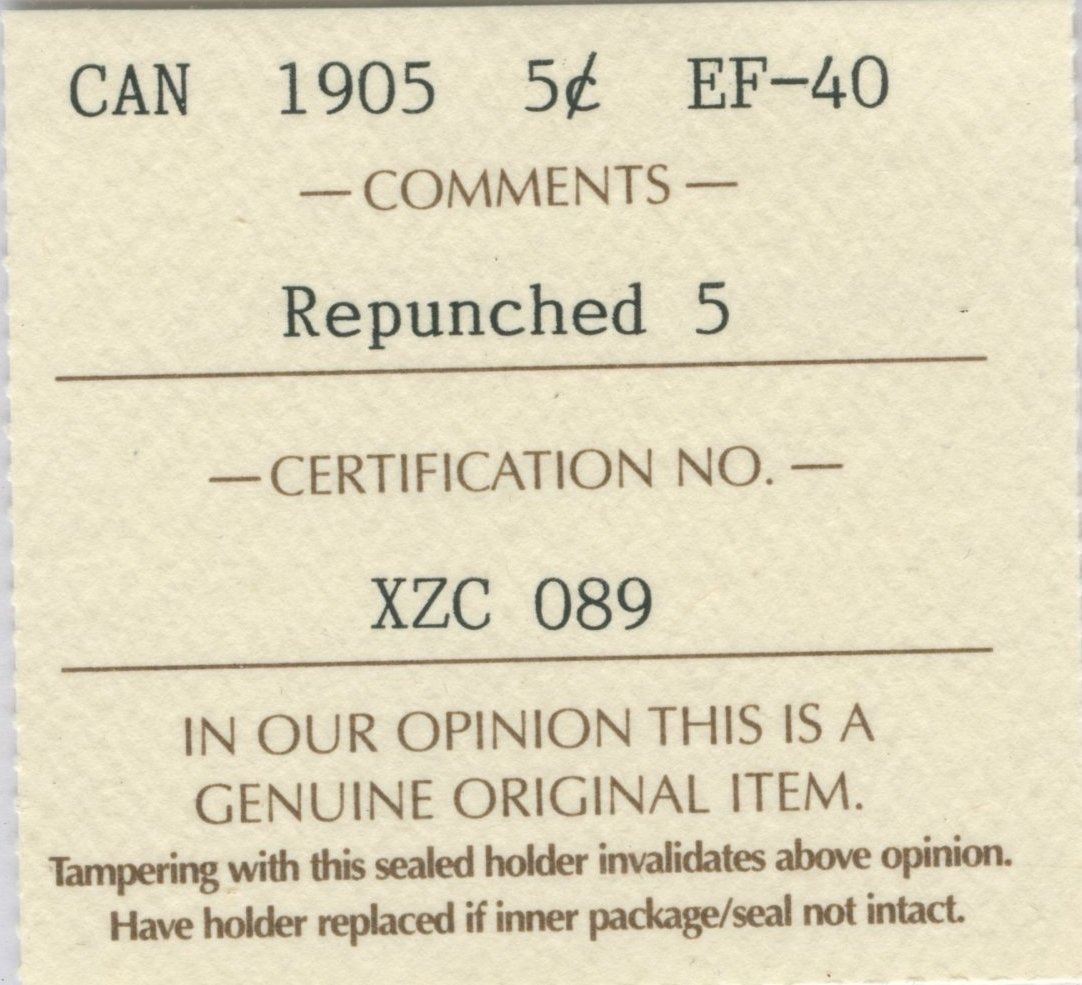 CAN 1905 5¢ EF-40
— COMMENTS —
Repunched 5
— CERTIFICATION NO. —
XZC 089
IN OUR OPINION THIS IS A
GENUINE ORIGINAL ITEM.
Tampering with this sealed holder invalidates above opinion.
Have holder replaced if inner package/seal not intact.